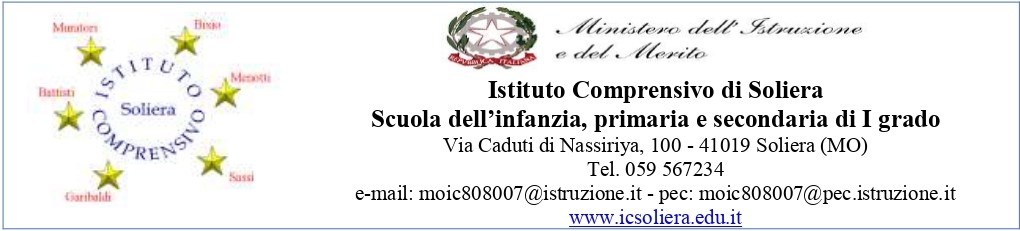 Muratori
Bixio
Menotti
Battisti
Garibaldi
Sassi
ISTITUTO
Soliera
COMPRENSIVO
REPVBBLICA ITALIANA
Ministero dell'Istruzione
e del Merito
Istituto Comprensivo di Soliera
Scuola dell'infanzia, primaria e secondaria di I grado
Via Caduti di Nassiriya, 100 - 41019 Soliera (MO)
Tel. 059 567234
e-mail: moic808007@istruzione.it - pec: moic808007@pec.istruzione.it
www.icsoliera.edu.it